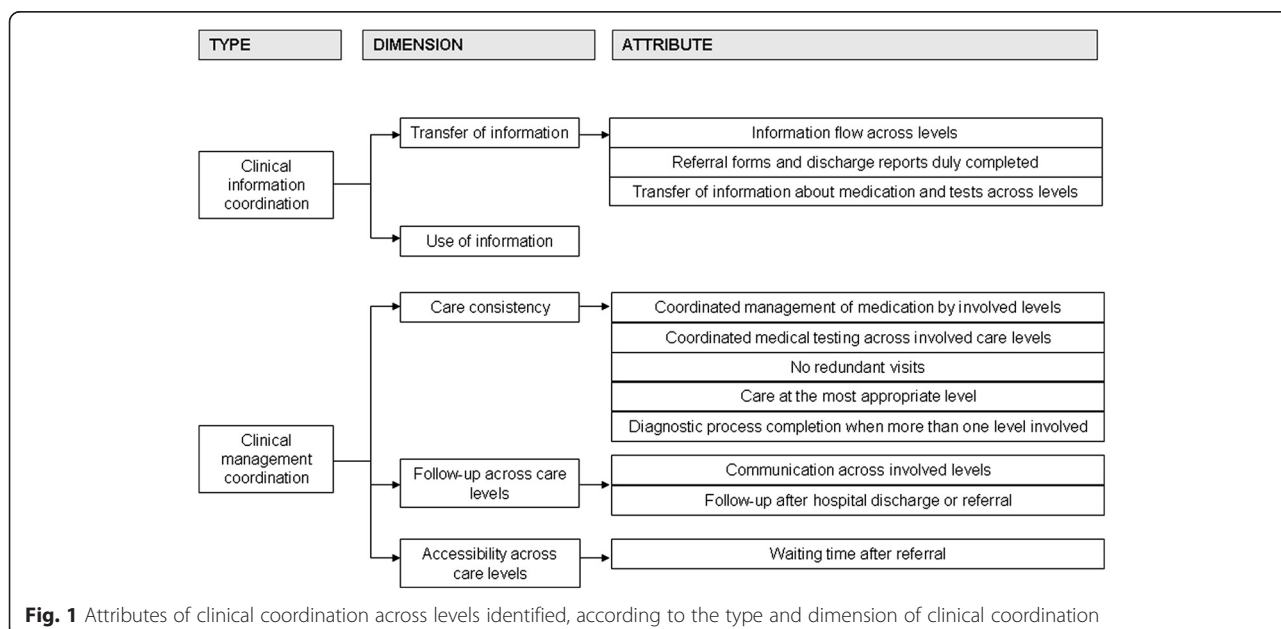 TYPE
DIMENSION
ATTRIBUTE
Clinical
information
coordination
Transfer of information
Information flow across levels
Referral forms and discharge reports duly completed
Transfer of information about medication and tests across levels
Use of information
Clinical
management
coordination
Care consistency
Coordinated management of medication by involved levels
Coordinated medical testing across involved care levels
No redundant visits
Care at the most appropriate level
Diagnostic process completion when more than one level involved
Follow-up across care
levels
Communication across involved levels
Follow-up after hospital discharge or referral
Accessibility across
care levels
Waiting time after referral
Fig. 1 Attributes of clinical coordination across levels identified, according to the type and dimension of clinical coordination